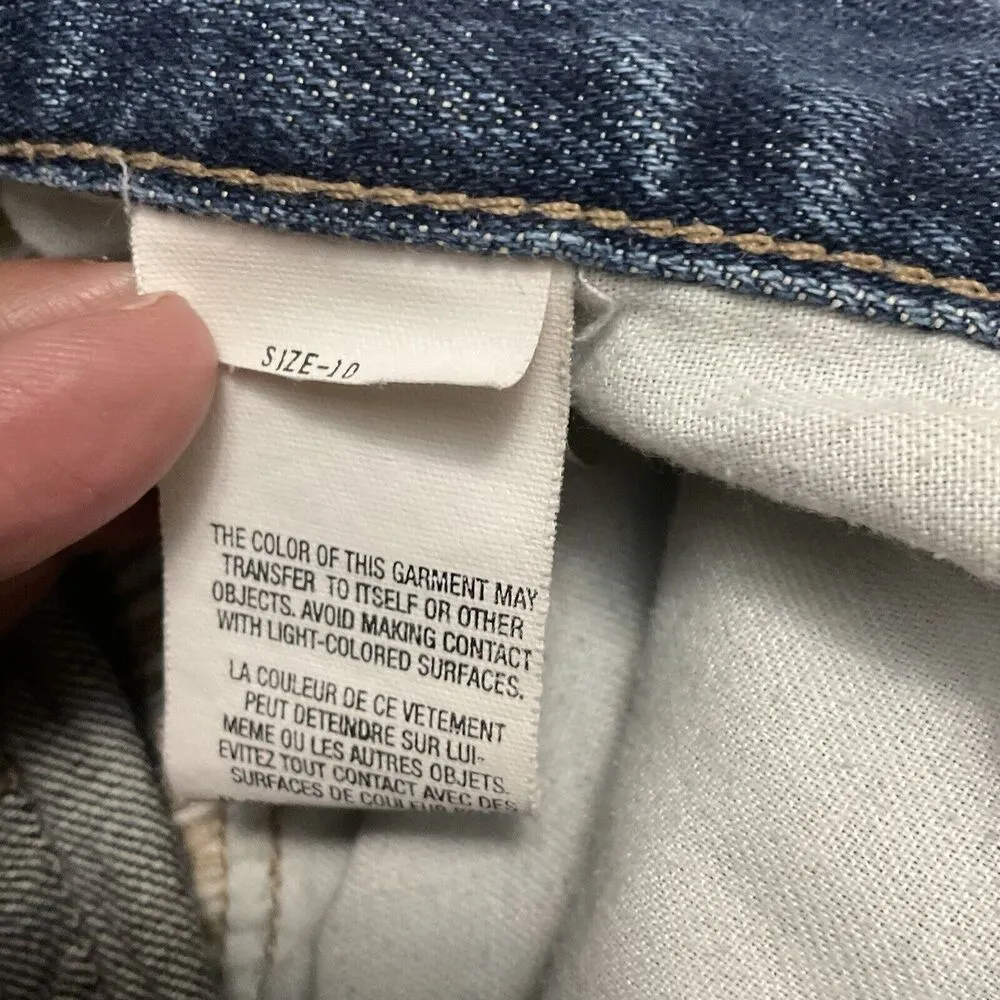 SIZE-10
THE COLOR OF THIS GARMENT MAY
TRANSFER TO ITSELF OR OTHER
OBJECTS. AVOID MAKING CONTACT
WITH LIGHT-COLORED SURFACES.
LA COULEUR DE CE VETEMENT
PEUT DETEINDRE SUR LUI-
MEME OU LES AUTRES OBJETS.
EVITEZ TOUT CONTACT AVEC DES
SURFACES DE COULEUR